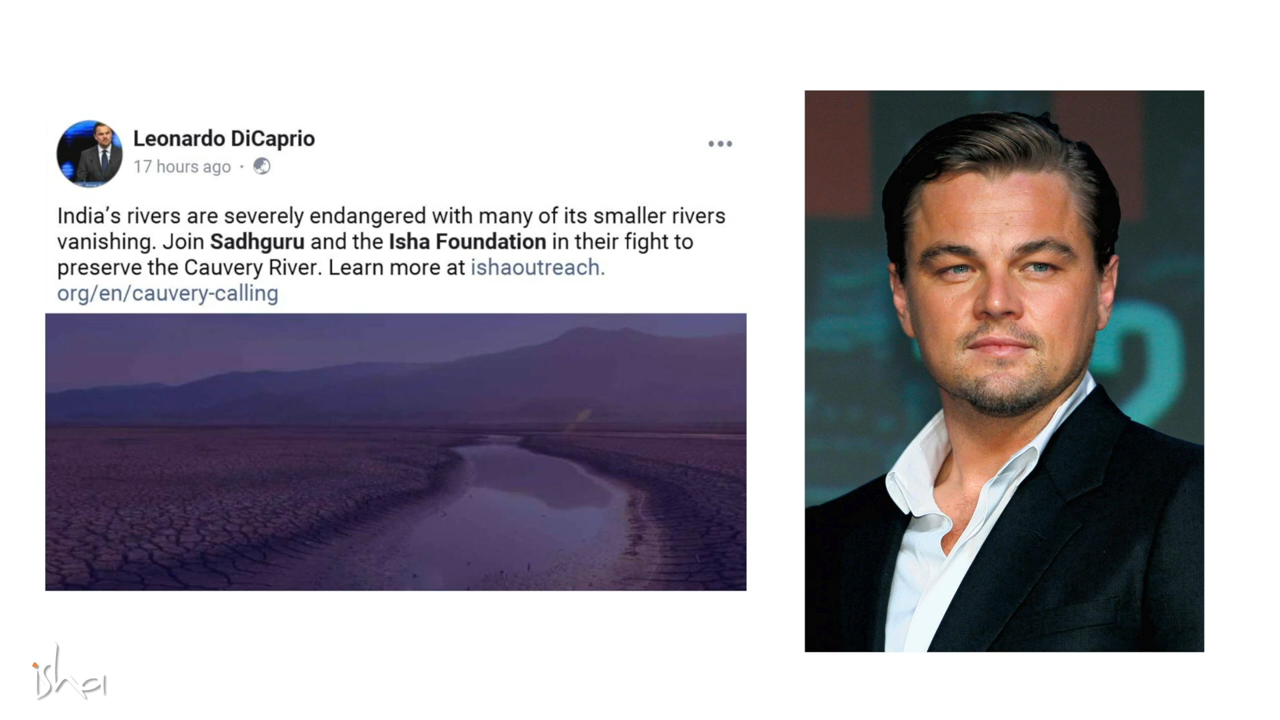 Leonardo DiCaprio
17 hours ago ·
India's rivers are severely endangered with many of its smaller rivers
vanishing. Join Sadhguru and the Isha Foundation in their fight to
preserve the Cauvery River. Learn more at ishaoutreach.
org/en/cauvery-calling
2
isha